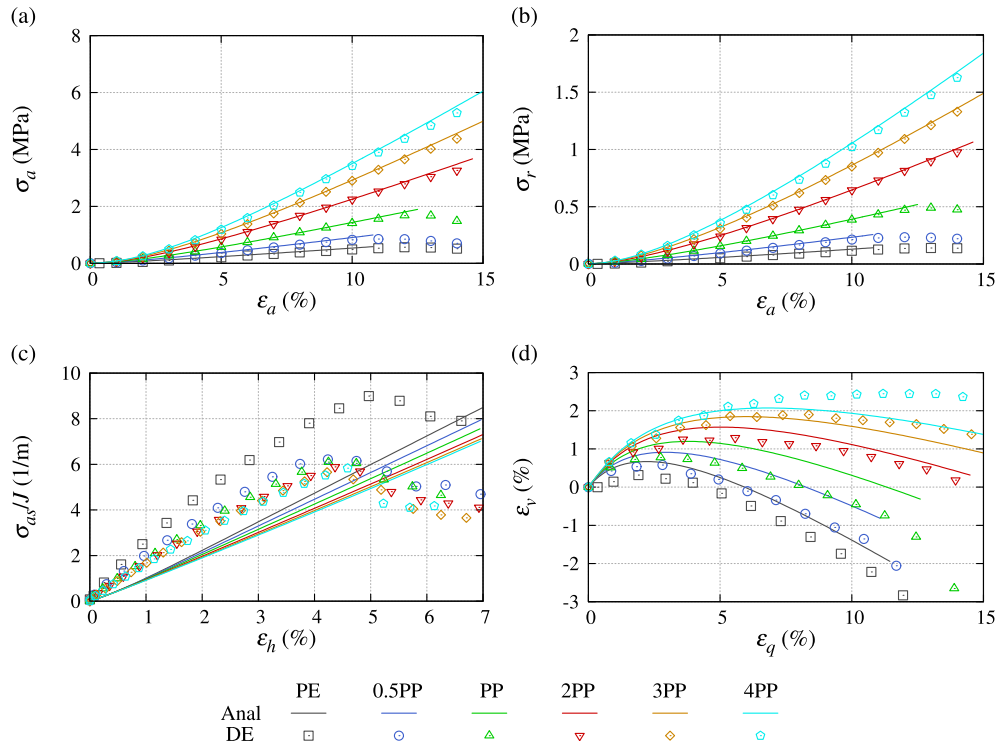 (a)
8
6
4
2
0
σa (MPa)
0 5 10 15
εa (%)
(b)
2
1.5
1
0.5
0
σr (MPa)
0 5 10 15
εa (%)
(c)
10
8
6
4
2
0
σas/J (1/m)
0 1 2 3 4 5 6 7
εh (%)
(d)
3
2
1
0
-1
-2
-3
εv (%)
0 5 10 15
εq (%)
PE 0.5PP PP 2PP 3PP 4PP
Anal
DE